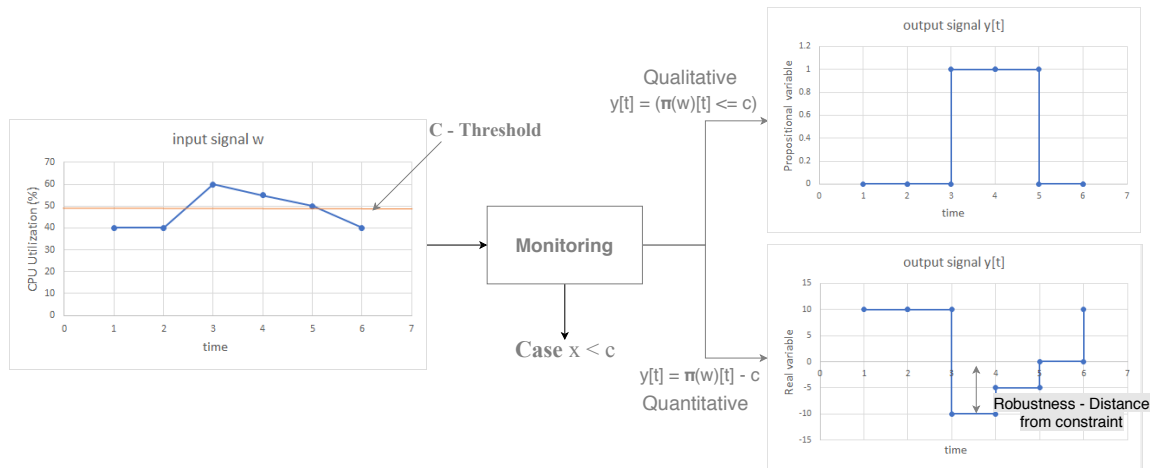 input signal w
C - Threshold
CPU Utilization (%)
70
60
50
40
30
20
10
0
0 1 2 3 4 5 6 7
time
Monitoring
Case x < c
Qualitative
y[t] = (π(w)[t] <= c)
y[t] = π(w)[t] - c
Quantitative
output signal y[t]
Propositional variable
1.2
1
0.8
0.6
0.4
0.2
0
0 1 2 3 4 5 6 7
time
output signal y[t]
Real variable
15
10
5
0
-5
-10
-15
0 1 2 3 4 5 6 7
Robustness - Distance
from constraint
time